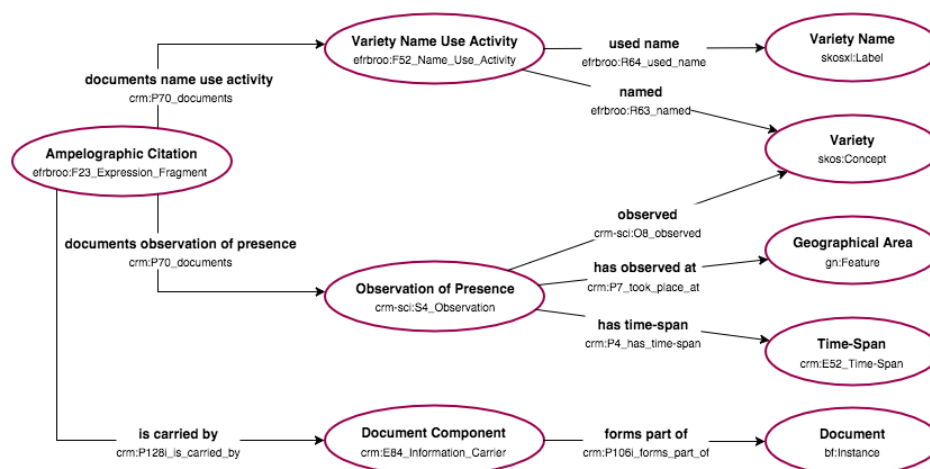 Variety Name Use Activity
efrbroo:F52_Name_Use_Activity
used name
efrbroo:R64_used_name
Variety Name
skosxl:Label
documents name use activity
crm:P70_documents
named
efrbroo:R63_named
Variety
skos:Concept
Ampelographic Citation
efrbroo:F23_Expression_Fragment
observed
crm-sci:O8_observed
documents observation of presence
crm:P70_documents
Geographical Area
gn:Feature
has observed at
crm:P7_took_place_at
Observation of Presence
crm-sci:S4_Observation
has time-span
crm:P4_has_time-span
Time-Span
crm:E52_Time-Span
is carried by
crm:P128i_is_carried_by
Document Component
crm:E84_Information_Carrier
forms part of
crm:P106i_forms_part_of
Document
bf:Instance